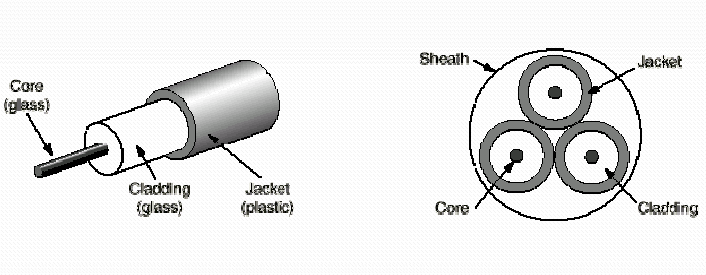 Core
(glass)
Cladding
(glass)
Jacket
(plastic)
Sheath
Jacket
Core
Cladding